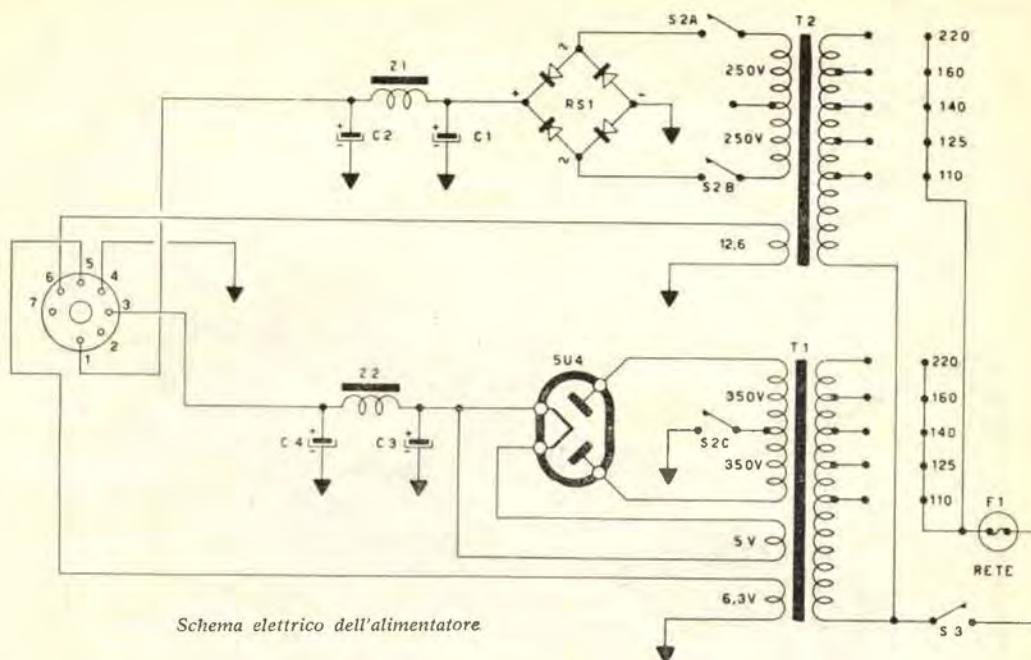 S2A
T2
220
21
250V
160
+
~
-
RS1
140
C2
C1
250V
125
~
S2B
110
12,6
6
5
4
7
3
2
1
5U4
T1
220
22
350V
160
S2C
140
C4
C3
350V
125
110
F1
5V
RETE
6,3V
Schema elettrico dell'alimentatore
S3